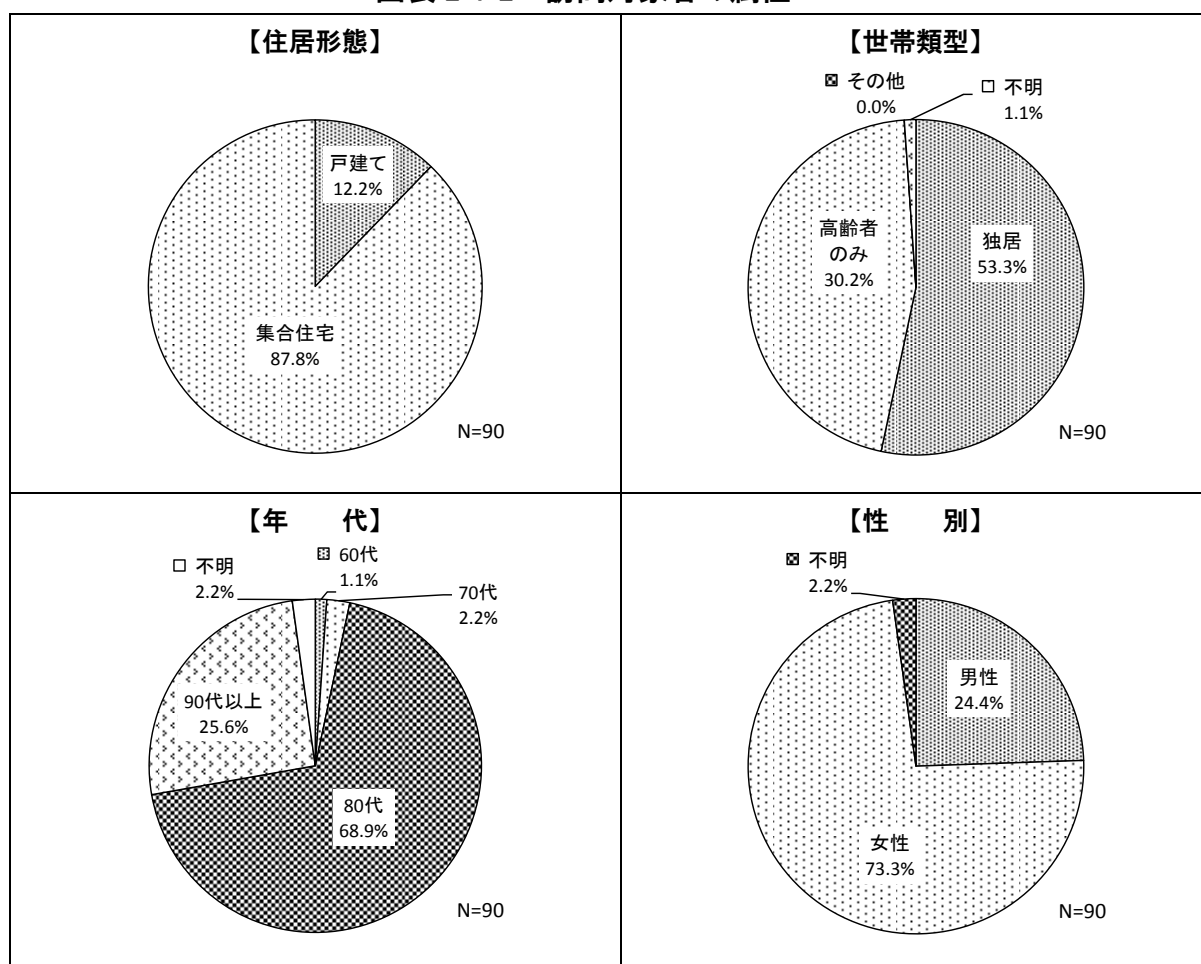 【住居形態】
戸建て
12.2%
集合住宅
87.8%
N=90
【世帯類型】
その他
0.0%
不明
1.1%
高齢者
のみ
30.2%
独居
53.3%
N=90
【年　　代】
不明
2.2%
60代
1.1%
70代
2.2%
90代以上
25.6%
80代
68.9%
N=90
【性　　別】
不明
2.2%
男性
24.4%
女性
73.3%
N=90